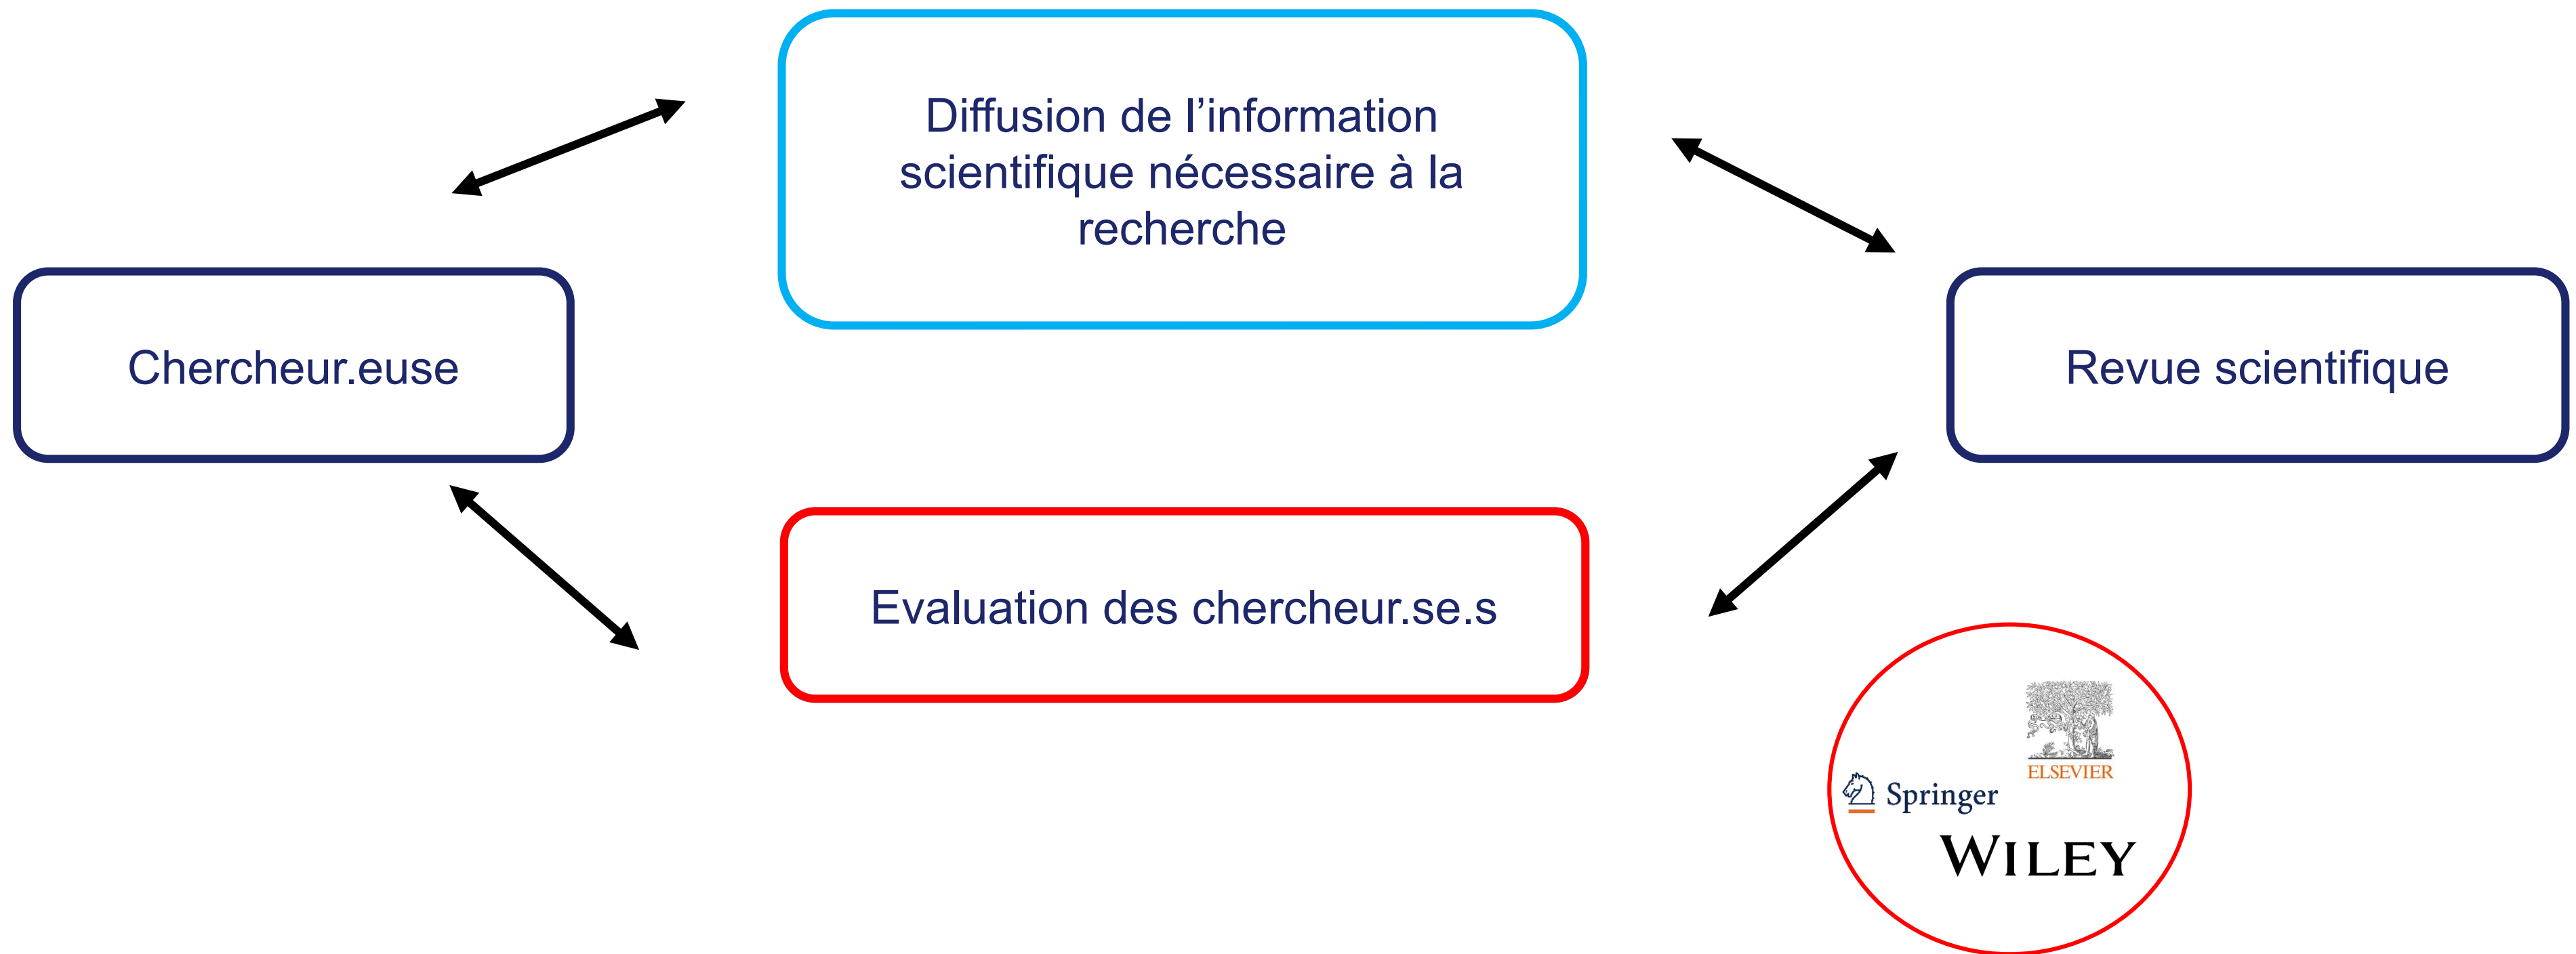 Diffusion de l’information
scientifique nécessaire à la
recherche
Chercheur.euse
Revue scientifique
Evaluation des chercheur.se.s
ELSEVIER
Springer
WILEY